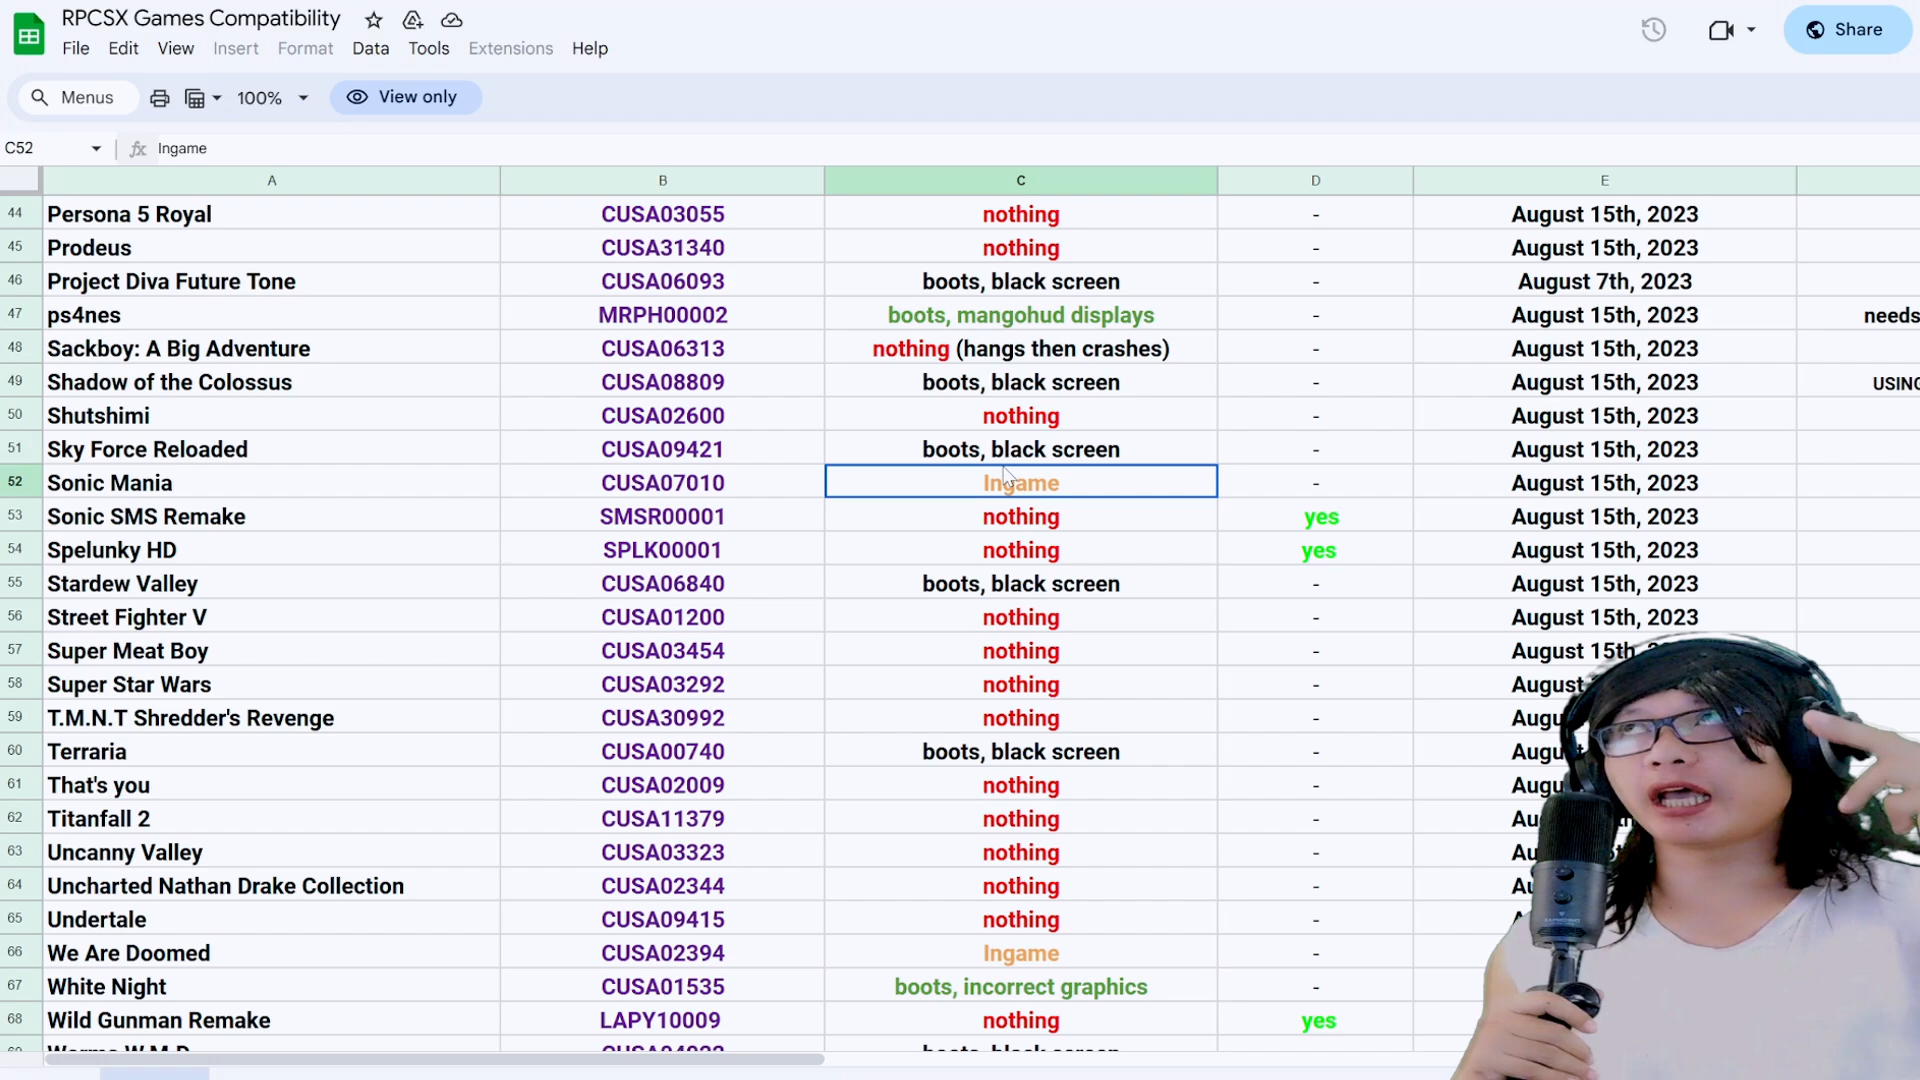 RPCSX Games Compatibility
File Edit View Insert Format Data Tools Extensions Help
Share
Menus 100% View only
C52 fx Ingame
A B C D E
44 Persona 5 Royal CUSA03055 nothing - August 15th, 2023
45 Prodeus CUSA31340 nothing - August 15th, 2023
46 Project Diva Future Tone CUSA06093 boots, black screen - August 7th, 2023
47 ps4nes MRPH00002 boots, mangohud displays - August 15th, 2023 needs
48 Sackboy: A Big Adventure CUSA06313 nothing (hangs then crashes) - August 15th, 2023
49 Shadow of the Colossus CUSA08809 boots, black screen - August 15th, 2023 USING
50 Shutshimi CUSA02600 nothing - August 15th, 2023
51 Sky Force Reloaded CUSA09421 boots, black screen - August 15th, 2023
52 Sonic Mania CUSA07010 Ingame - August 15th, 2023
53 Sonic SMS Remake SMSR00001 nothing yes August 15th, 2023
54 Spelunky HD SPLK00001 nothing yes August 15th, 2023
55 Stardew Valley CUSA06840 boots, black screen - August 15th, 2023
56 Street Fighter V CUSA01200 nothing - August 15th, 2023
57 Super Meat Boy CUSA03454 nothing - August 15th,
58 Super Star Wars CUSA03292 nothing - August
59 T.M.N.T Shredder's Revenge CUSA30992 nothing -
60 Terraria CUSA00740 boots, black screen -
61 That's you CUSA02009 nothing -
62 Titanfall 2 CUSA11379 nothing -
63 Uncanny Valley CUSA03323 nothing -
64 Uncharted Nathan Drake Collection CUSA02344 nothing -
65 Undertale CUSA09415 nothing -
66 We Are Doomed CUSA02394 Ingame -
67 White Night CUSA01535 boots, incorrect graphics -
68 Wild Gunman Remake LAPY10009 nothing yes